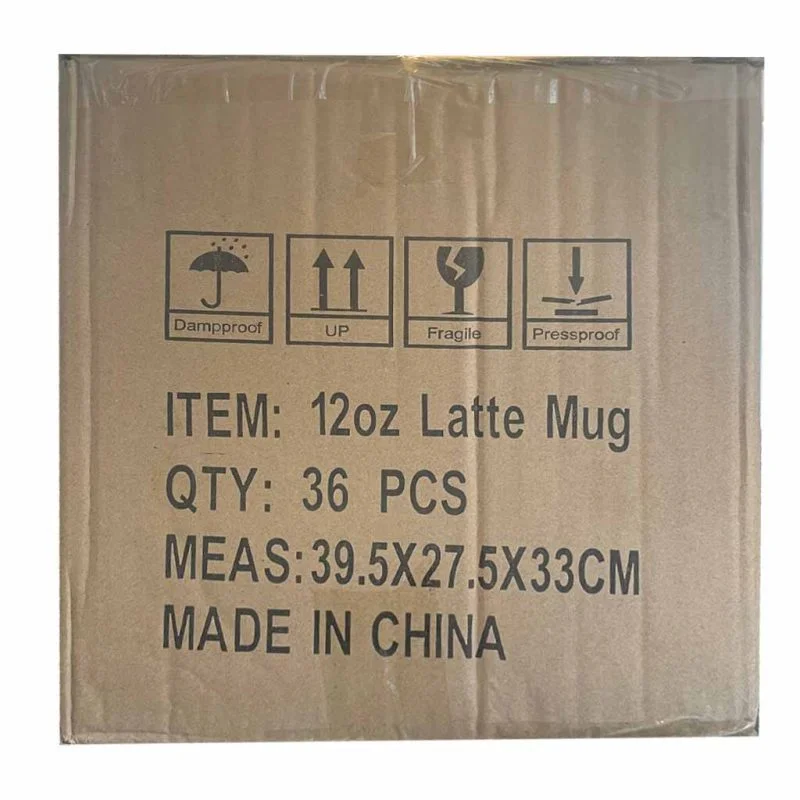 Dampproof UP Fragile Pressproof
ITEM: 12oz Latte Mug
QTY: 36 PCS
MEAS:39.5X27.5X33CM
MADE IN CHINA